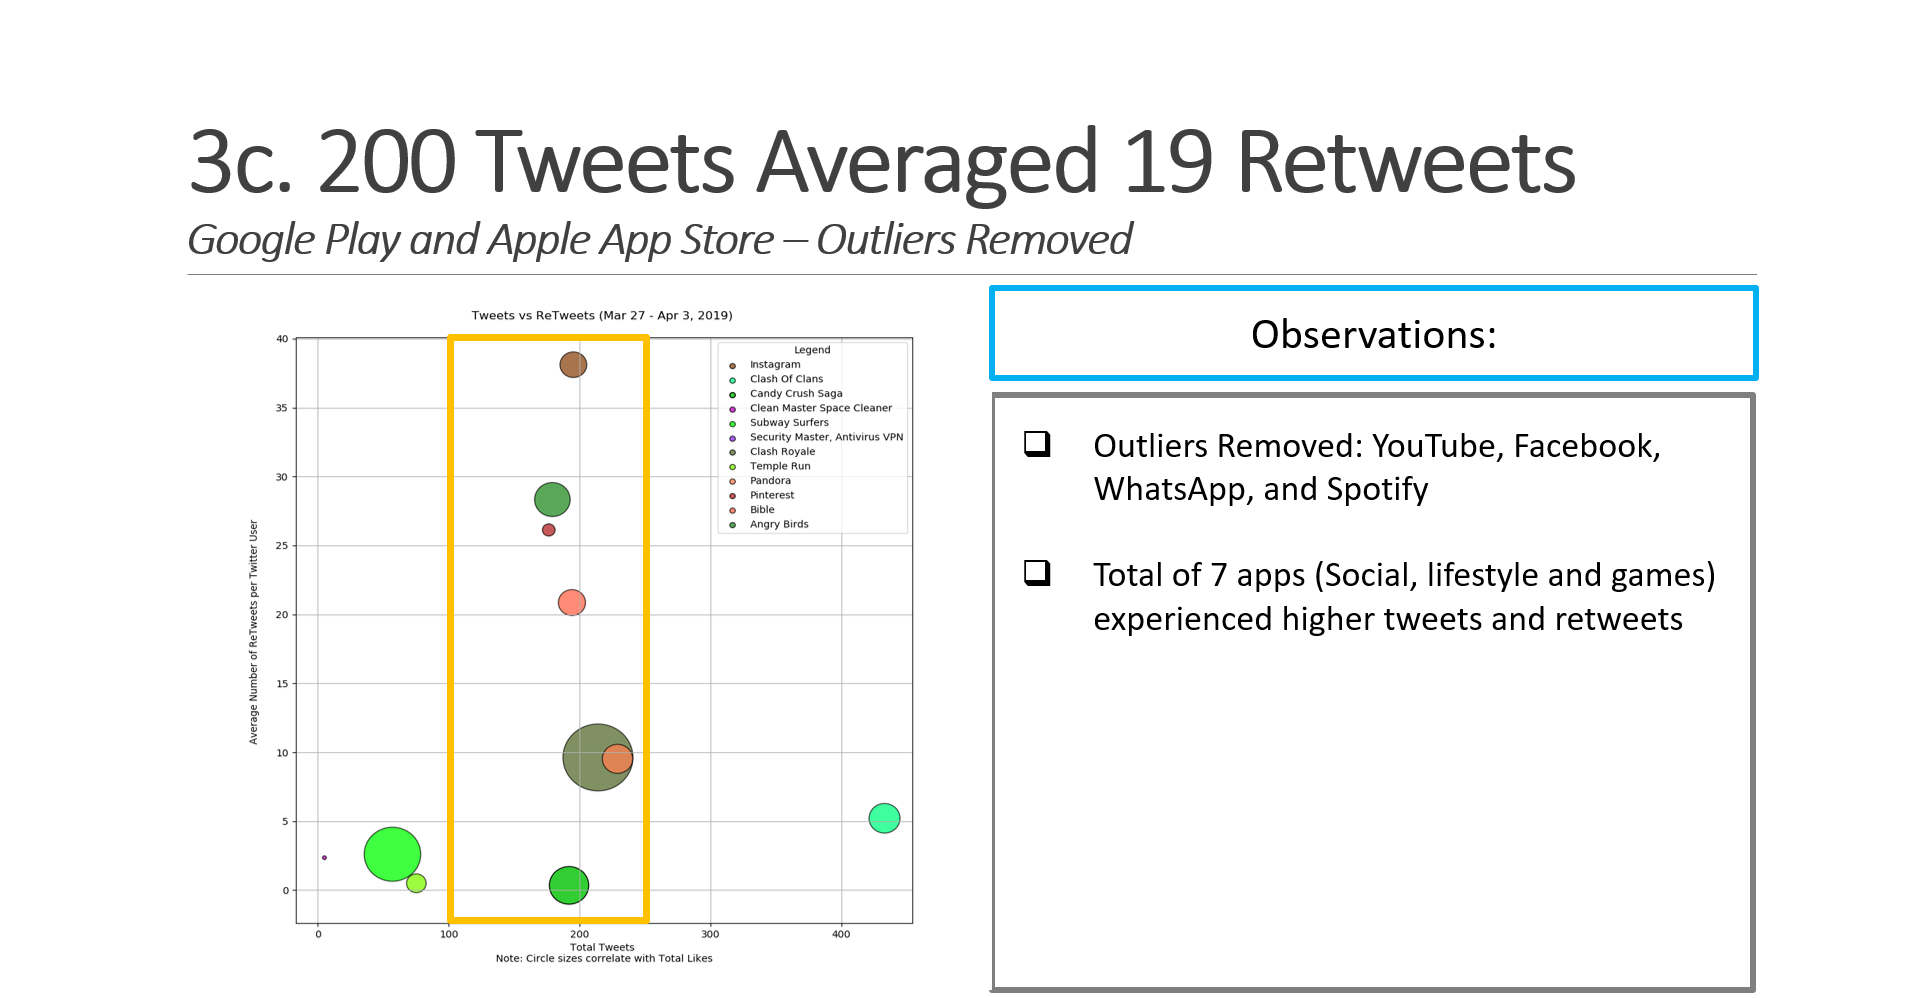 3c. 200 Tweets Averaged 19 Retweets
Google Play and Apple App Store – Outliers Removed
Tweets vs ReTweets (Mar 27 - Apr 3, 2019)
40
35
30
25
20
15
10
5
0
Average Number of ReTweets per Twitter User
Legend
Instagram
Clash Of Clans
Candy Crush Saga
Clean Master Space Cleaner
Subway Surfers
Security Master, Antivirus VPN
Clash Royale
Temple Run
Pandora
Pinterest
Bible
Angry Birds
0 100 200 300 400
Total Tweets
Note: Circle sizes correlate with Total Likes
Observations:
Outliers Removed: YouTube, Facebook,
WhatsApp, and Spotify
Total of 7 apps (Social, lifestyle and games)
experienced higher tweets and retweets